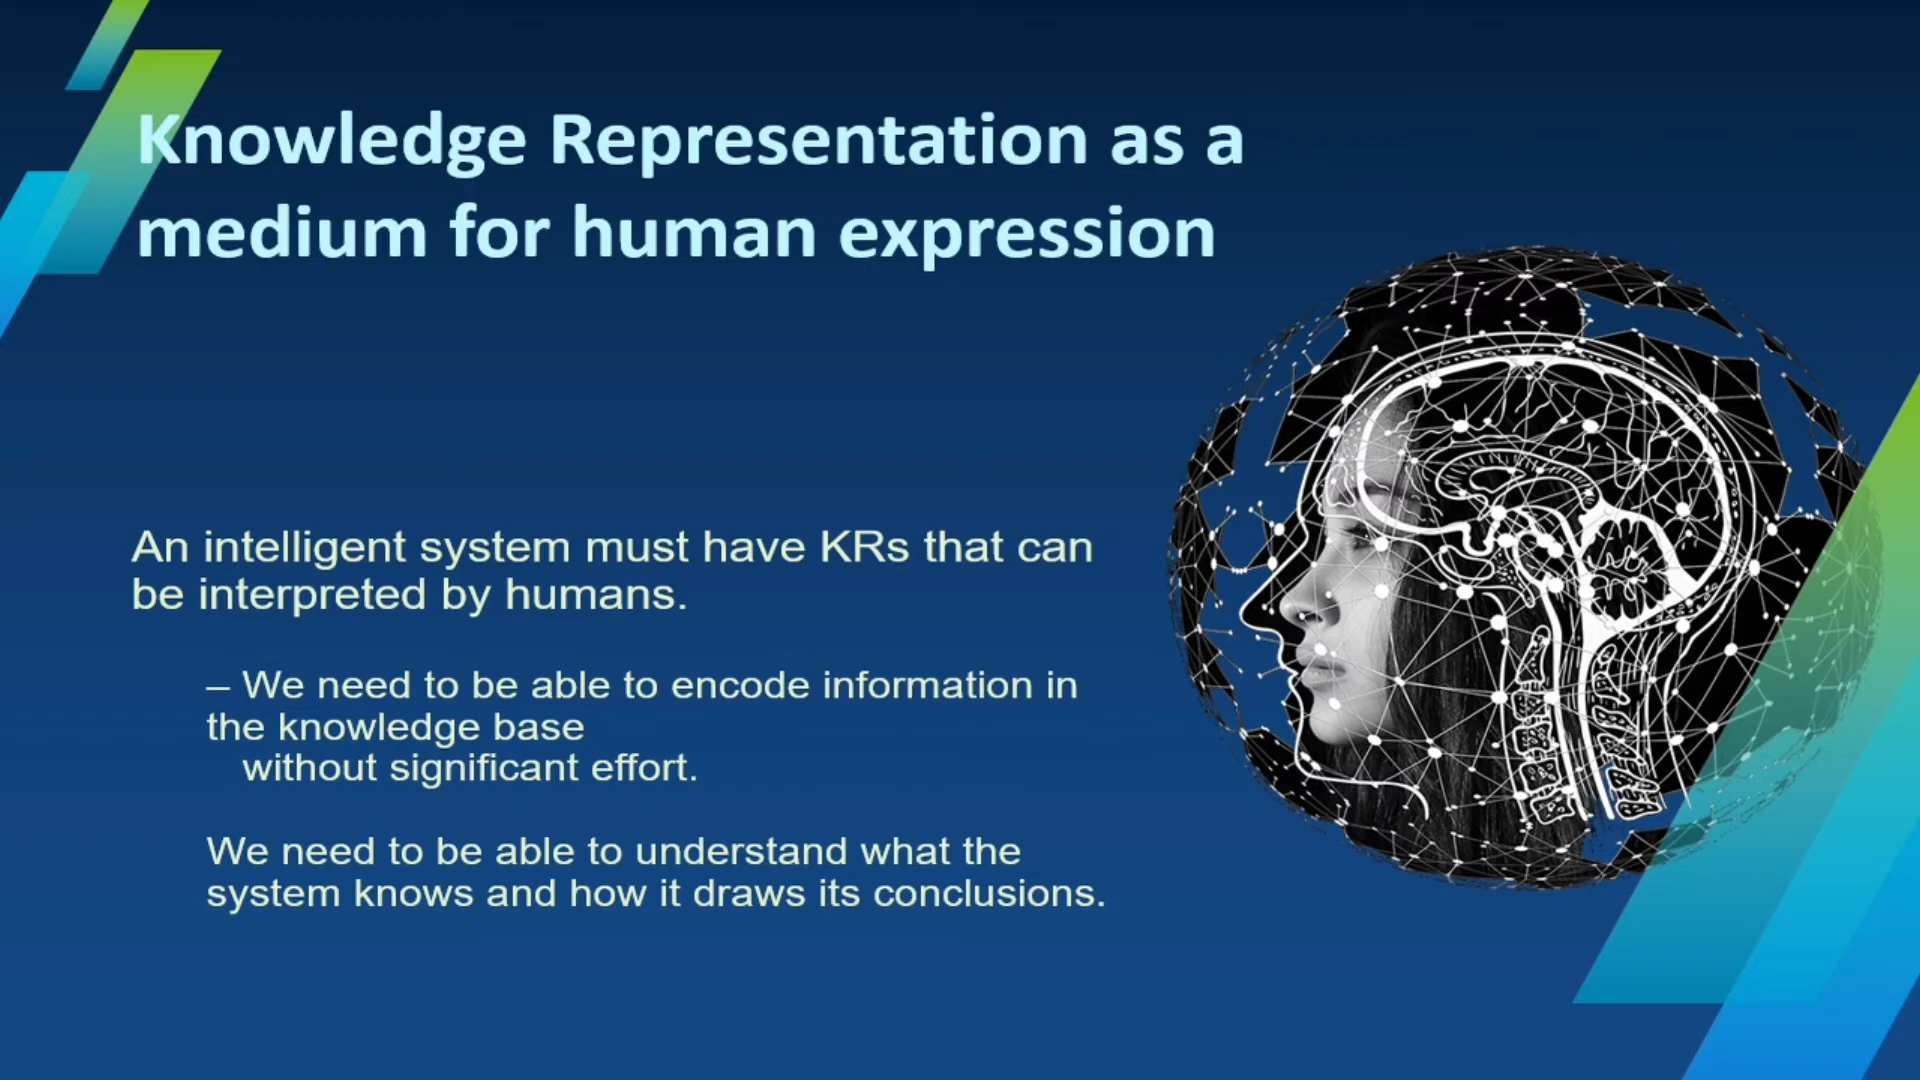 Knowledge Representation as a
medium for human expression
An intelligent system must have KRs that can
be interpreted by humans.
– We need to be able to encode information in
the knowledge base
without significant effort.
We need to be able to understand what the
system knows and how it draws its conclusions.